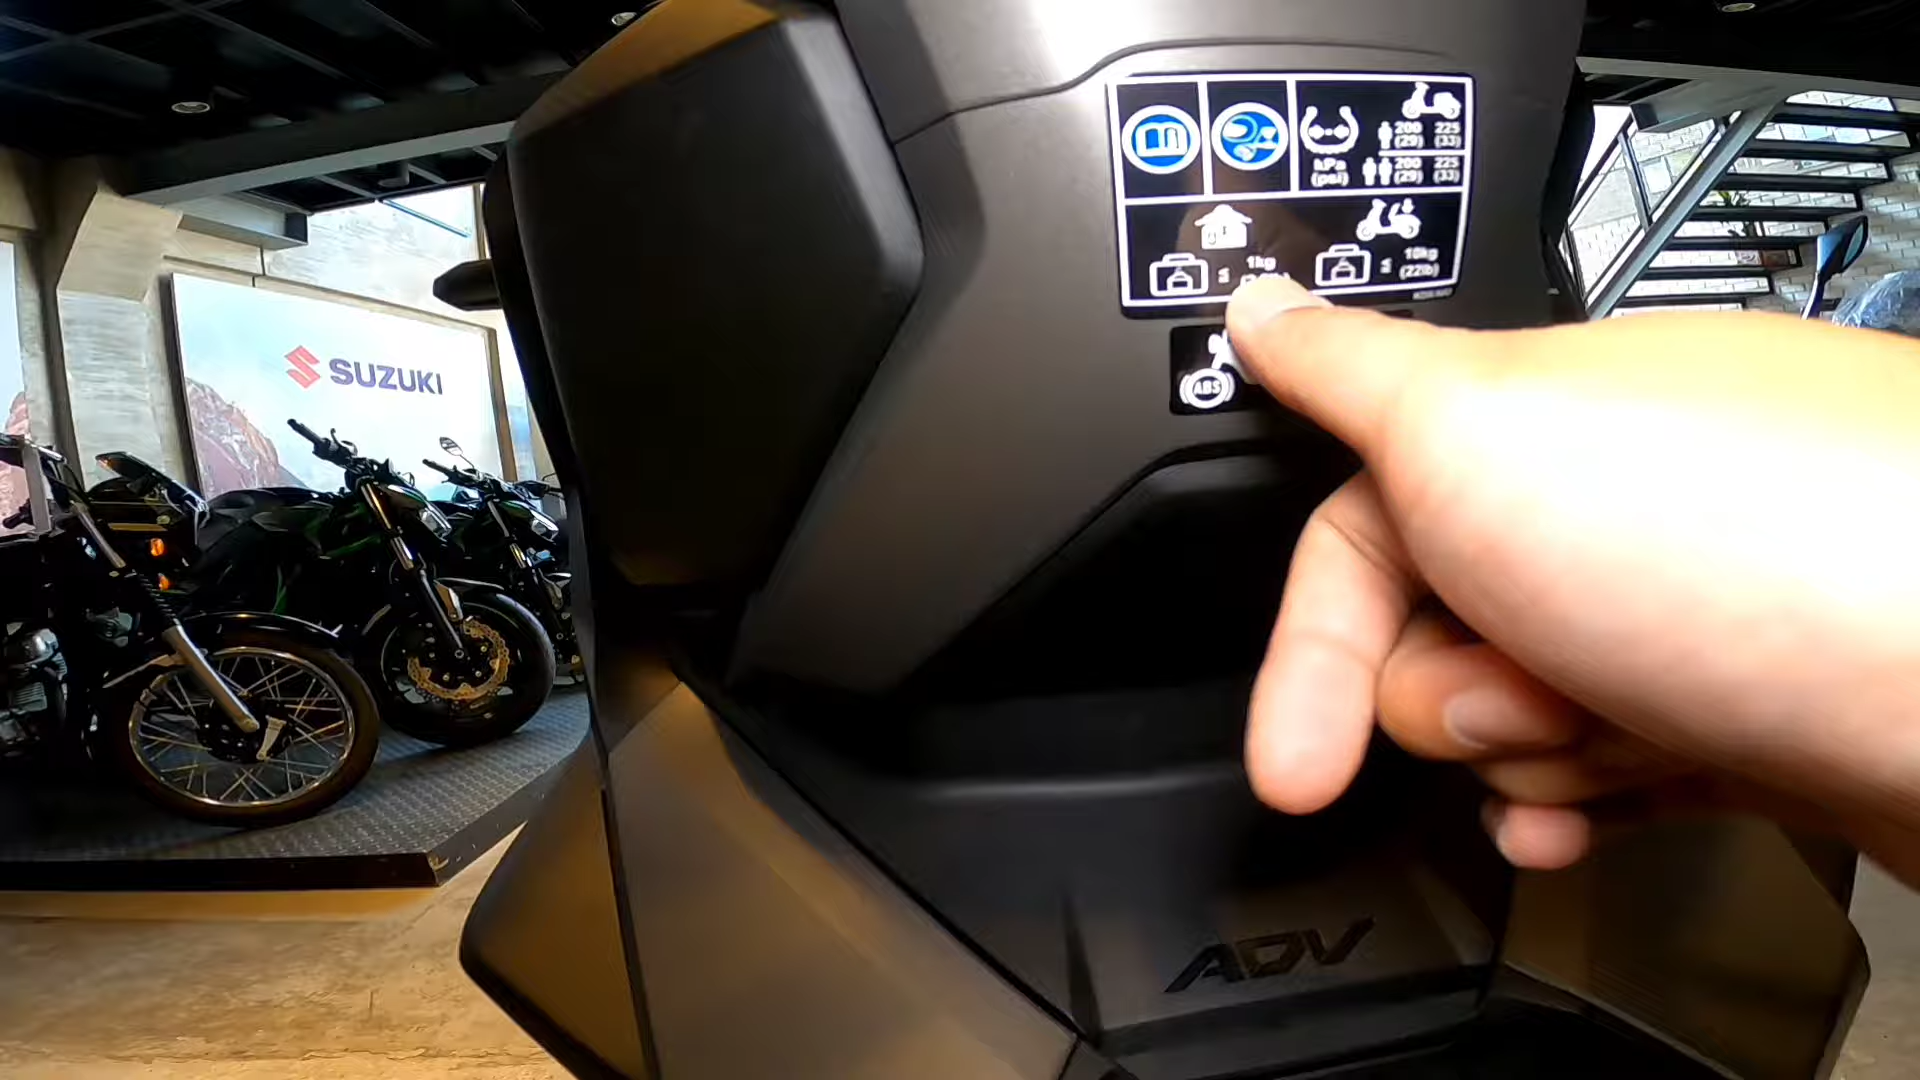 SUZUKI
200 225
(29) (33)
kPa
(psi)
200 225
(29) (33)
≤ 1kg
≤ 10kg
(22lb)
ABS
ADV